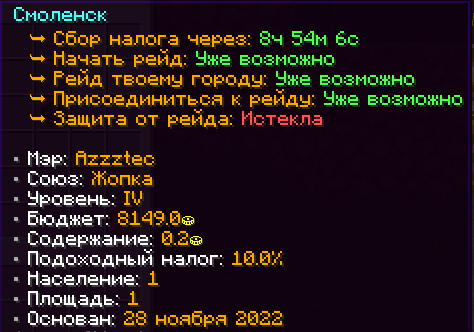 Смоленск
↪ Сбор налога через: 8ч 54м 6с
↪ Начать рейд: Уже возможно
↪ Рейд твоему городу: Уже возможно
↪ Присоединиться к рейду: Уже возможно
↪ Защита от рейда: Истекла
• Мэр: Azzztec
• Союз: Жопка
• Уровень: IV
• Бюджет: 8149.0
• Содержание: 0.2
• Подоходный налог: 10.0%
• Население: 1
• Площадь: 1
• Основан: 28 ноября 2022